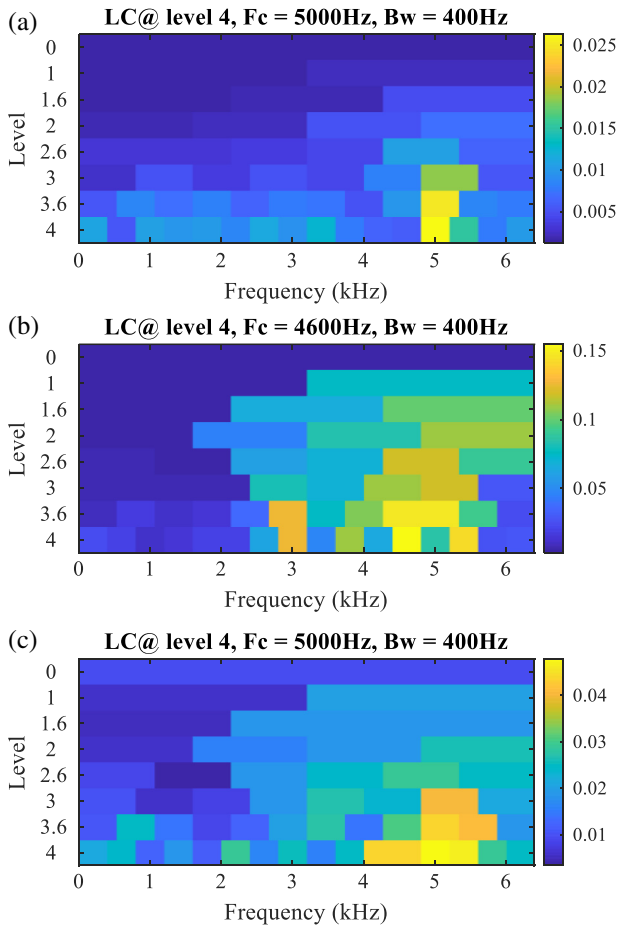 (a)
LC@ level 4, Fc = 5000Hz, Bw = 400Hz
Level
0
1
1.6
2
2.6
3
3.6
4
0 1 2 3 4 5 6
Frequency (kHz)
0.025
0.02
0.015
0.01
0.005
(b)
LC@ level 4, Fc = 4600Hz, Bw = 400Hz
Level
0
1
1.6
2
2.6
3
3.6
4
0 1 2 3 4 5 6
Frequency (kHz)
0.15
0.1
0.05
(c)
LC@ level 4, Fc = 5000Hz, Bw = 400Hz
Level
0
1
1.6
2
2.6
3
3.6
4
0 1 2 3 4 5 6
Frequency (kHz)
0.04
0.03
0.02
0.01